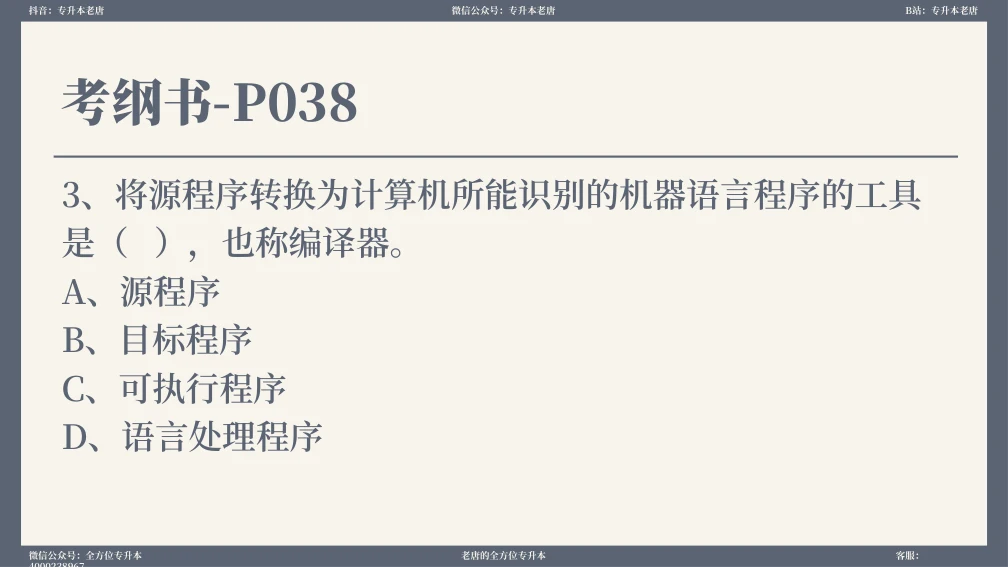 抖音：专升本老唐
微信公众号：专升本老唐
B站：专升本老唐
考纲书-P038
3、将源程序转换为计算机所能识别的机器语言程序的工具
是（ ），也称编译器。
A、源程序
B、目标程序
C、可执行程序
D、语言处理程序
微信公众号：全方位专升本
老唐的全方位专升本
客服：
4000238967